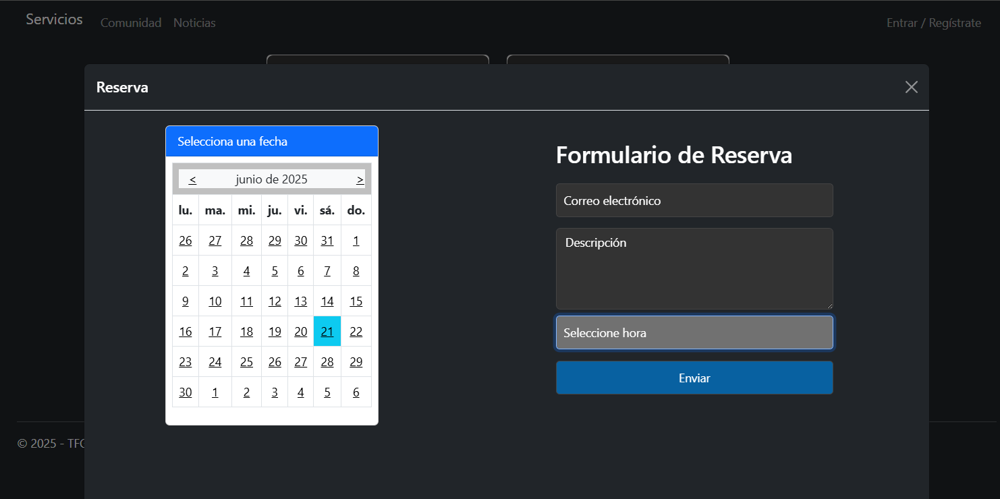 Servicios Comunidad Noticias Entrar / Regístrate
Reserva
Selecciona una fecha
< junio de 2025 >
lu. ma. mi. ju. vi. sá. do.
26 27 28 29 30 31 1
2 3 4 5 6 7 8
9 10 11 12 13 14 15
16 17 18 19 20 21 22
23 24 25 26 27 28 29
30 1 2 3 4 5 6
Formulario de Reserva
Correo electrónico
Descripción
Seleccione hora
Enviar
© 2025 - TFG